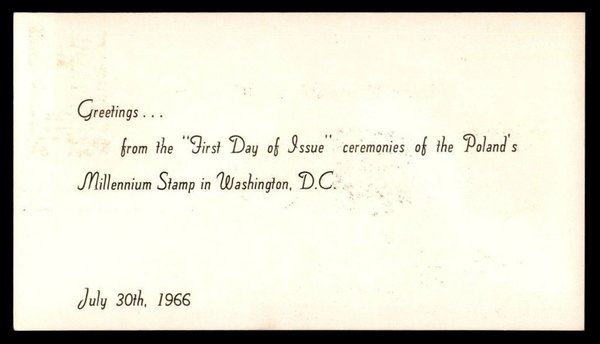 Greetings...
from the "First Day of Issue" ceremonies of the Poland's
Millennium Stamp in Washington, D.C.
July 30th, 1966